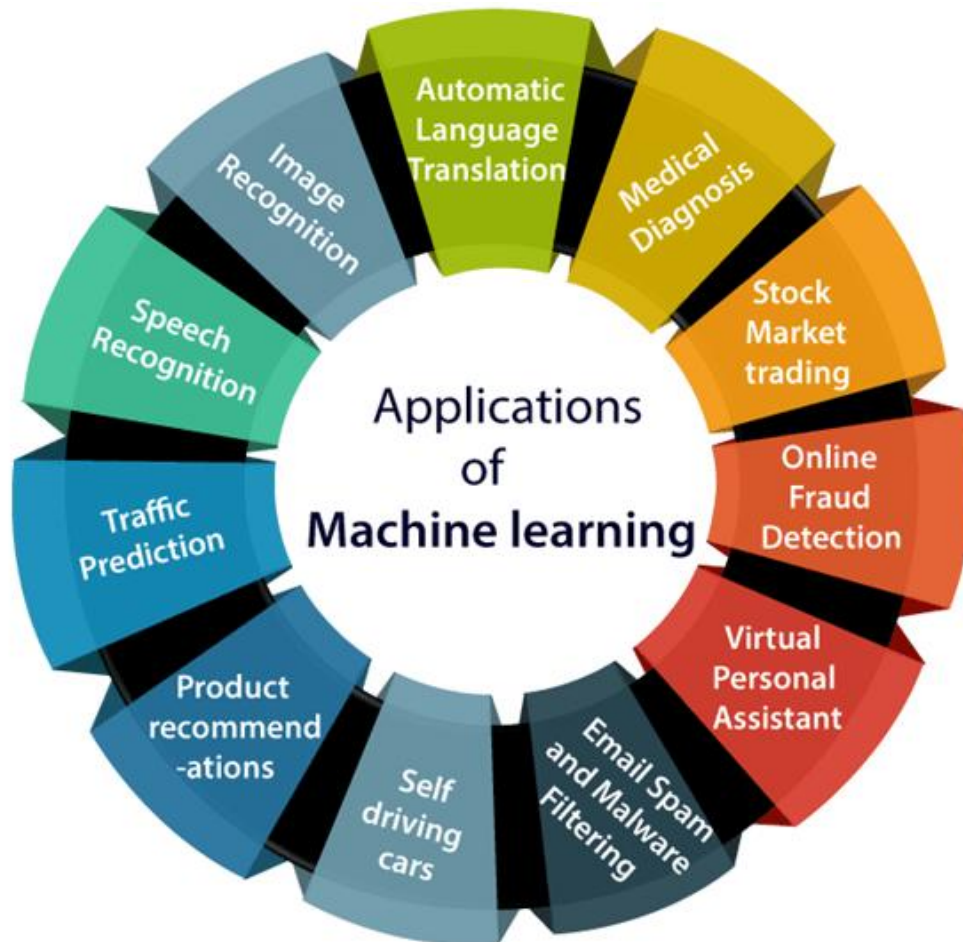 Applications
of
Machine learning
Automatic
Language
Translation
Medical
Diagnosis
Stock
Market
trading
Online
Fraud
Detection
Virtual
Personal
Assistant
Email Spam
and Malware
Filtering
Self
driving
cars
Product
recommend
-ations
Traffic
Prediction
Speech
Recognition
Image
Recognition